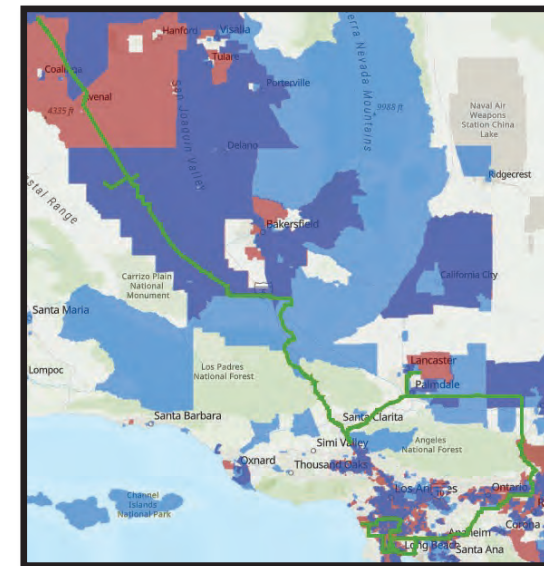 Hanford
Visalia
Tulare
Coalinga
Avenal
4335 ft
San Joaquin Valley
Porterville
Sierra Nevada Mountains
9988 ft
Naval Air
Weapons
Station China
Lake
Ridgecrest
Delano
Range
Bakersfield
California City
Carrizo Plain
National
Monument
Santa Maria
Lompoc
Los Padres
National Forest
Lancaster
Palmdale
Santa Barbara
Santa Clarita
Simi Valley
Angeles
National Forest
Oxnard
Thousand Oaks
Channel
Islands
National Park
Los Angeles
Ontario
Anaheim
Corona
Long Beach
Santa Ana